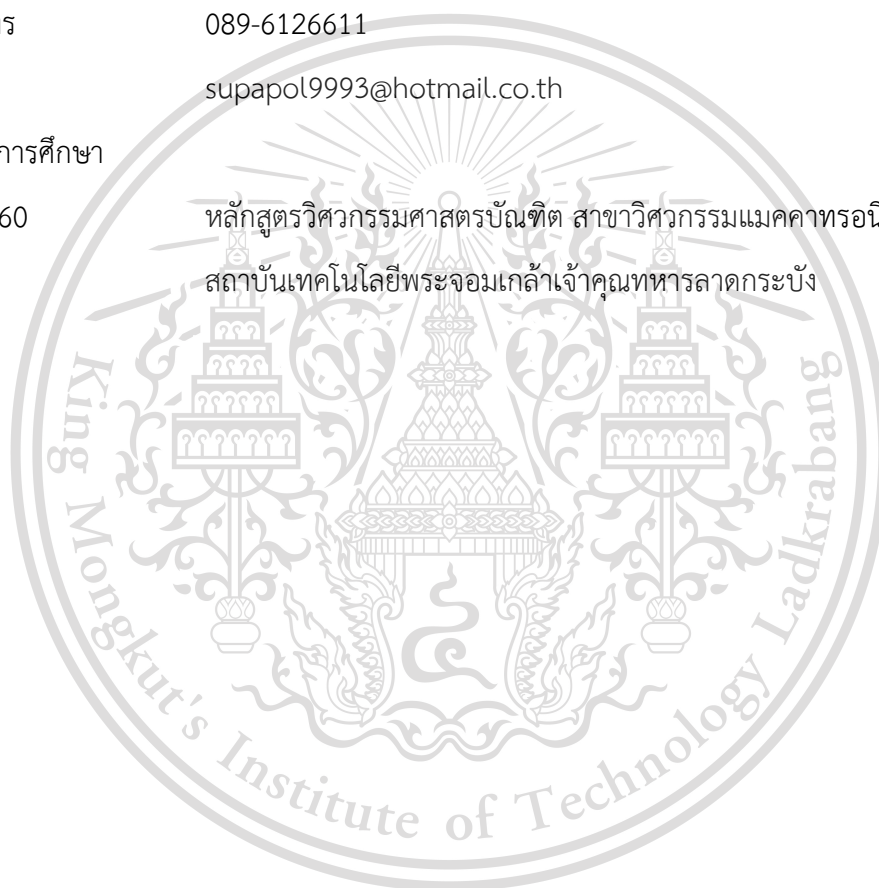 089-6126611
supapol9993@hotmail.co.th
การศึกษา
60 หลักสูตรวิศวกรรมศาสตรบัณฑิต สาขาวิศวกรรมแมคคาทรอนิ
สถาบันเทคโนโลยีพระจอมเกล้าเจ้าคุณทหารลาดกระบัง
King Mongkut's Institute of Technology Ladkrabang